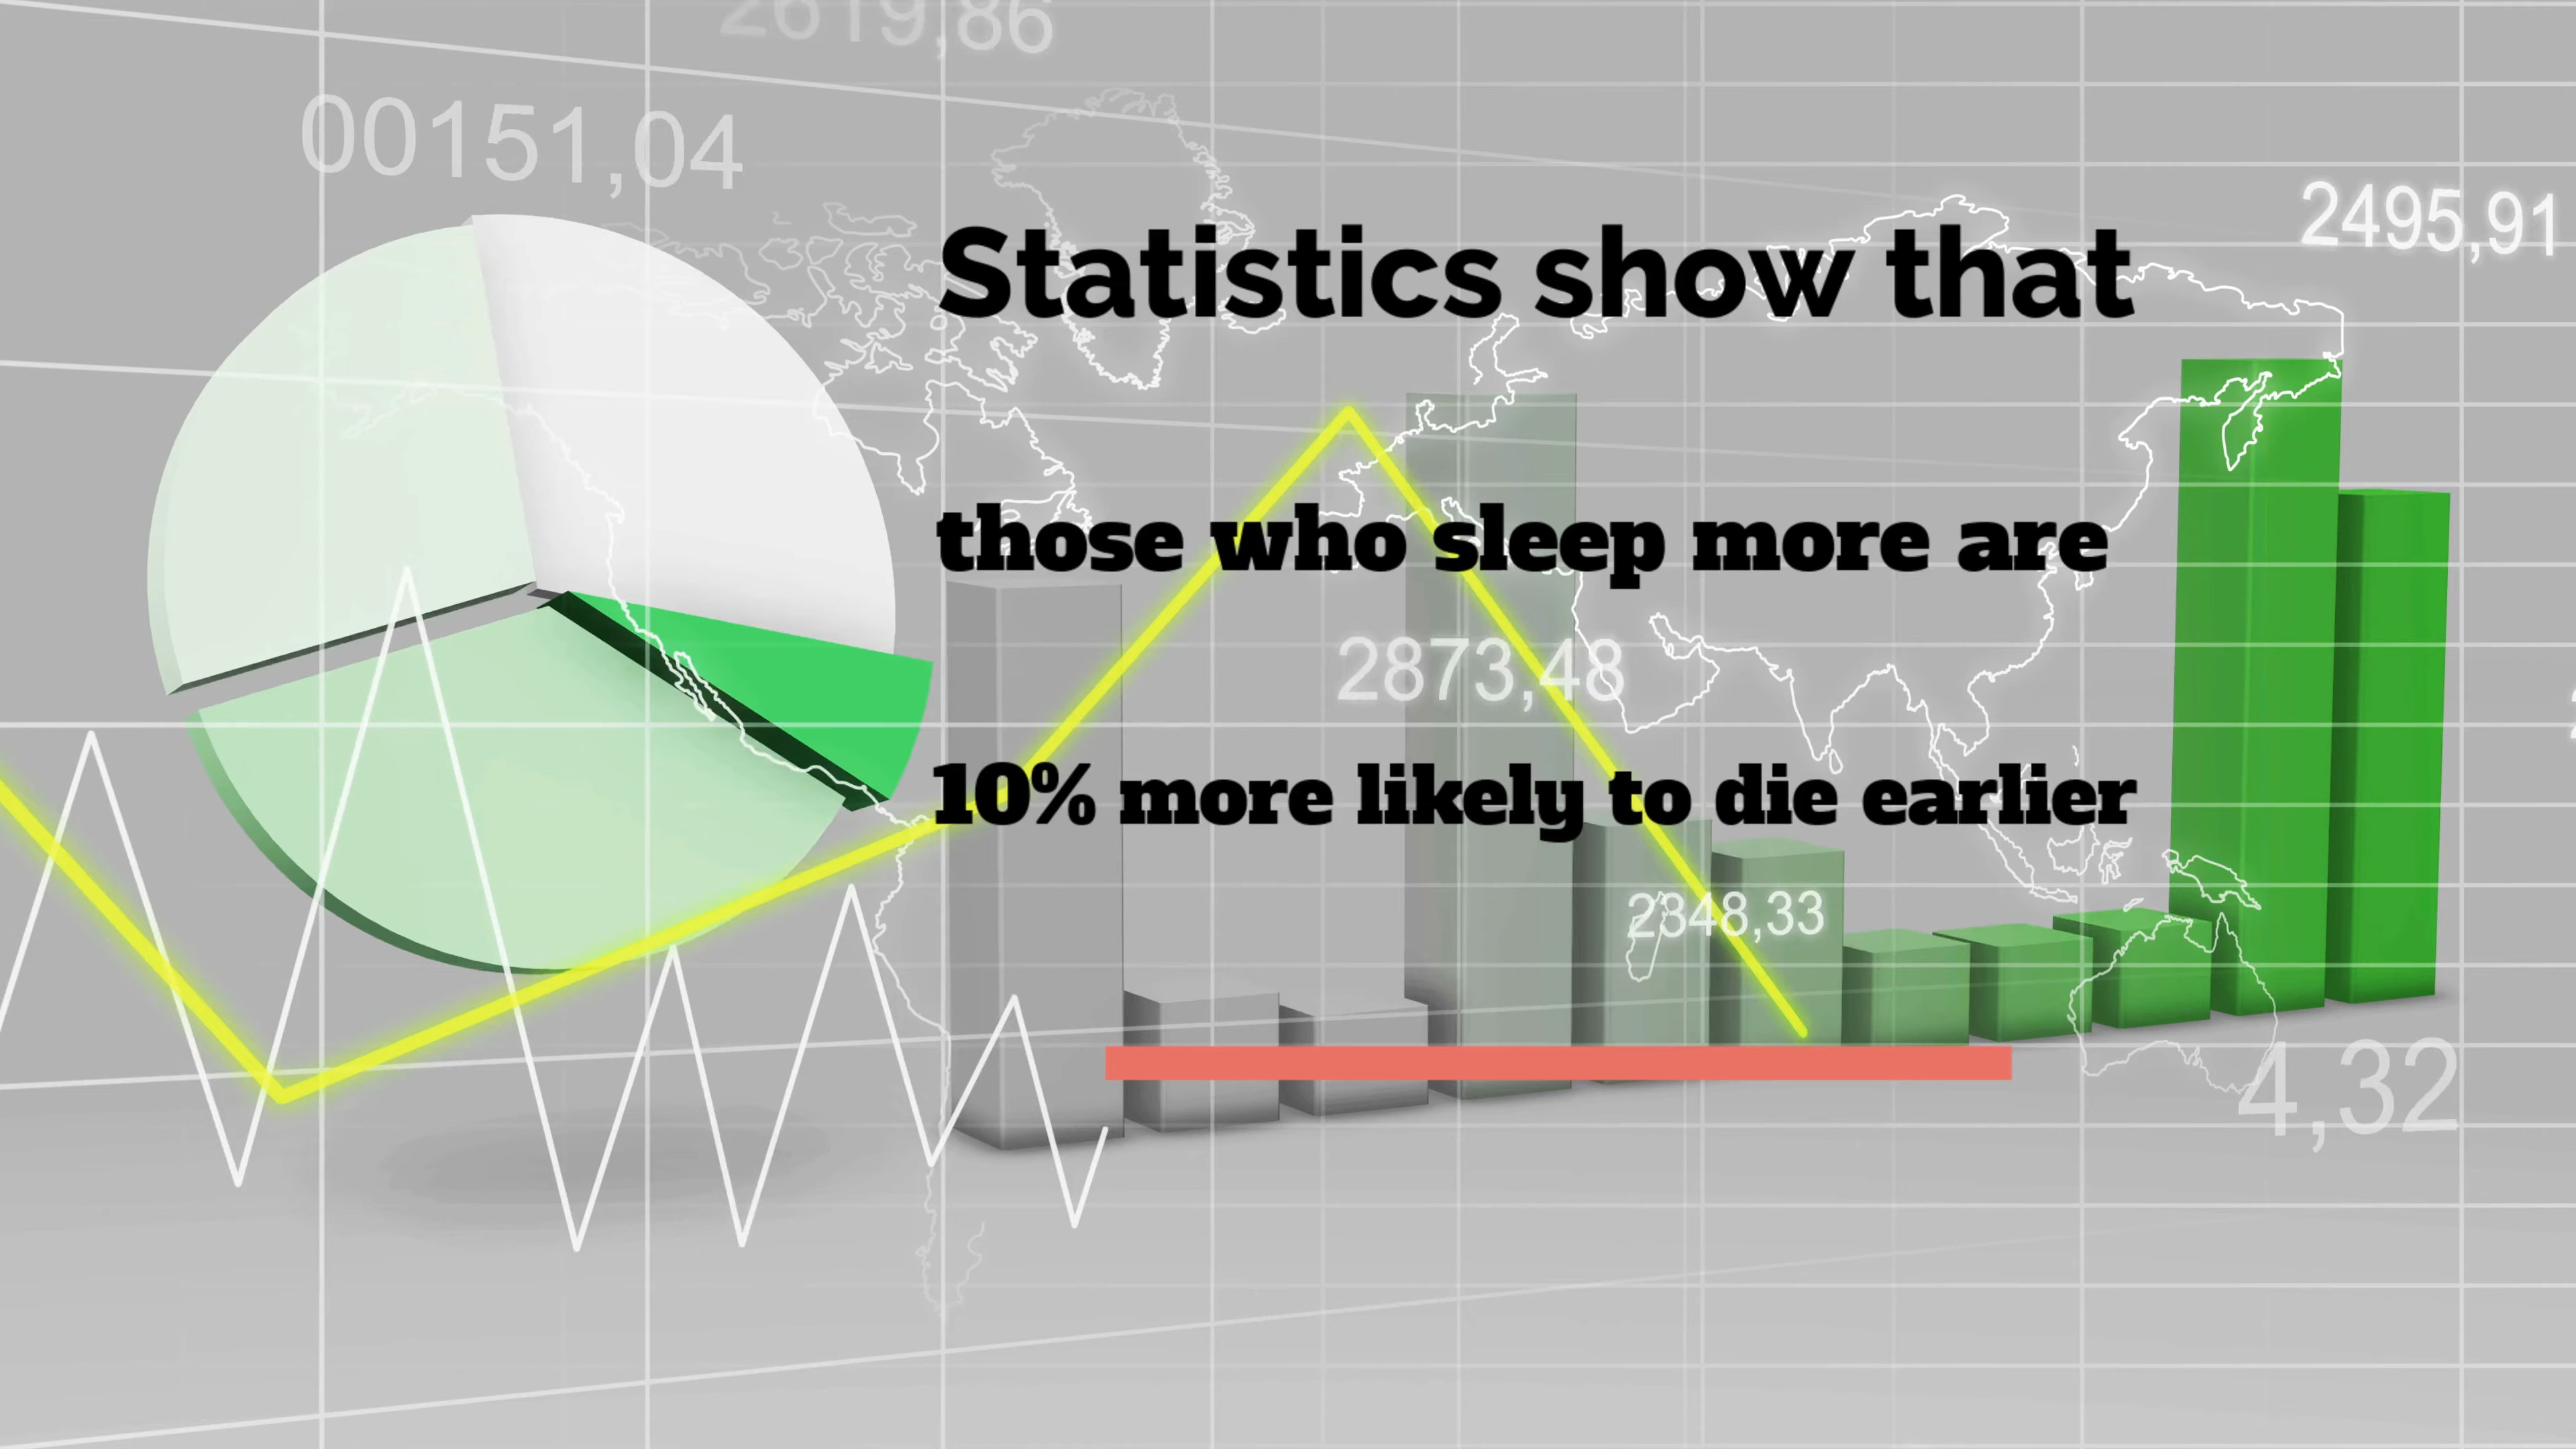 2619,86
00151,04
2495,91
Statistics show that
those who sleep more are
2873,48
10% more likely to die earlier
2348,33
4,32